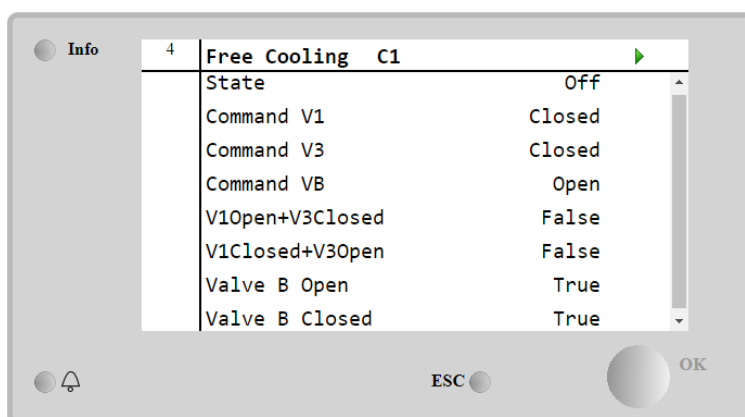 Info
4 Free Cooling C1
State Off
Command V1 Closed
Command V3 Closed
Command VB Open
V1Open+V3Closed False
V1Closed+V3Open False
Valve B Open True
Valve B Closed True
ESC OK